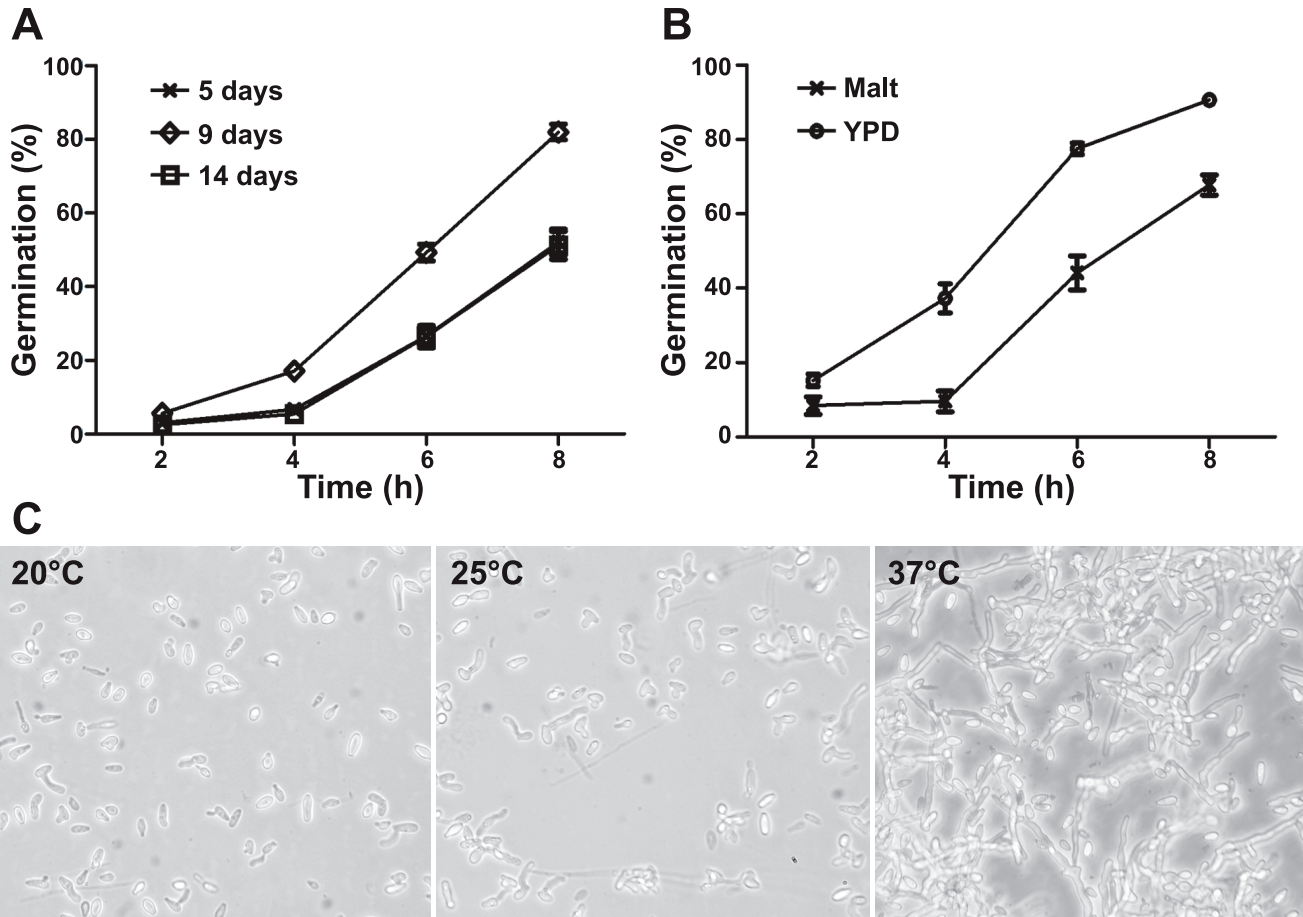 A
100
80
60
40
20
0
Germination (%)
5 days
9 days
14 days
2 4 6 8
Time (h)
B
100
80
60
40
20
0
Germination (%)
Malt
YPD
2 4 6 8
Time (h)
C
20°C
25°C
37°C